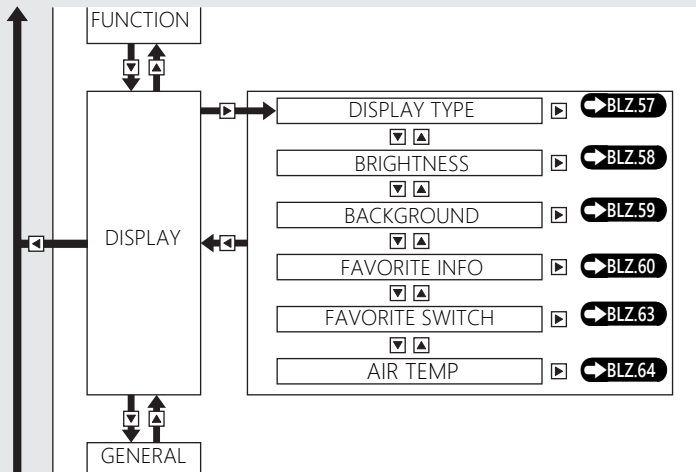 FUNCTION
DISPLAY
DISPLAY TYPE BLZ.57
BRIGHTNESS BLZ.58
BACKGROUND BLZ.59
FAVORITE INFO BLZ.60
FAVORITE SWITCH BLZ.63
AIR TEMP BLZ.64
GENERAL